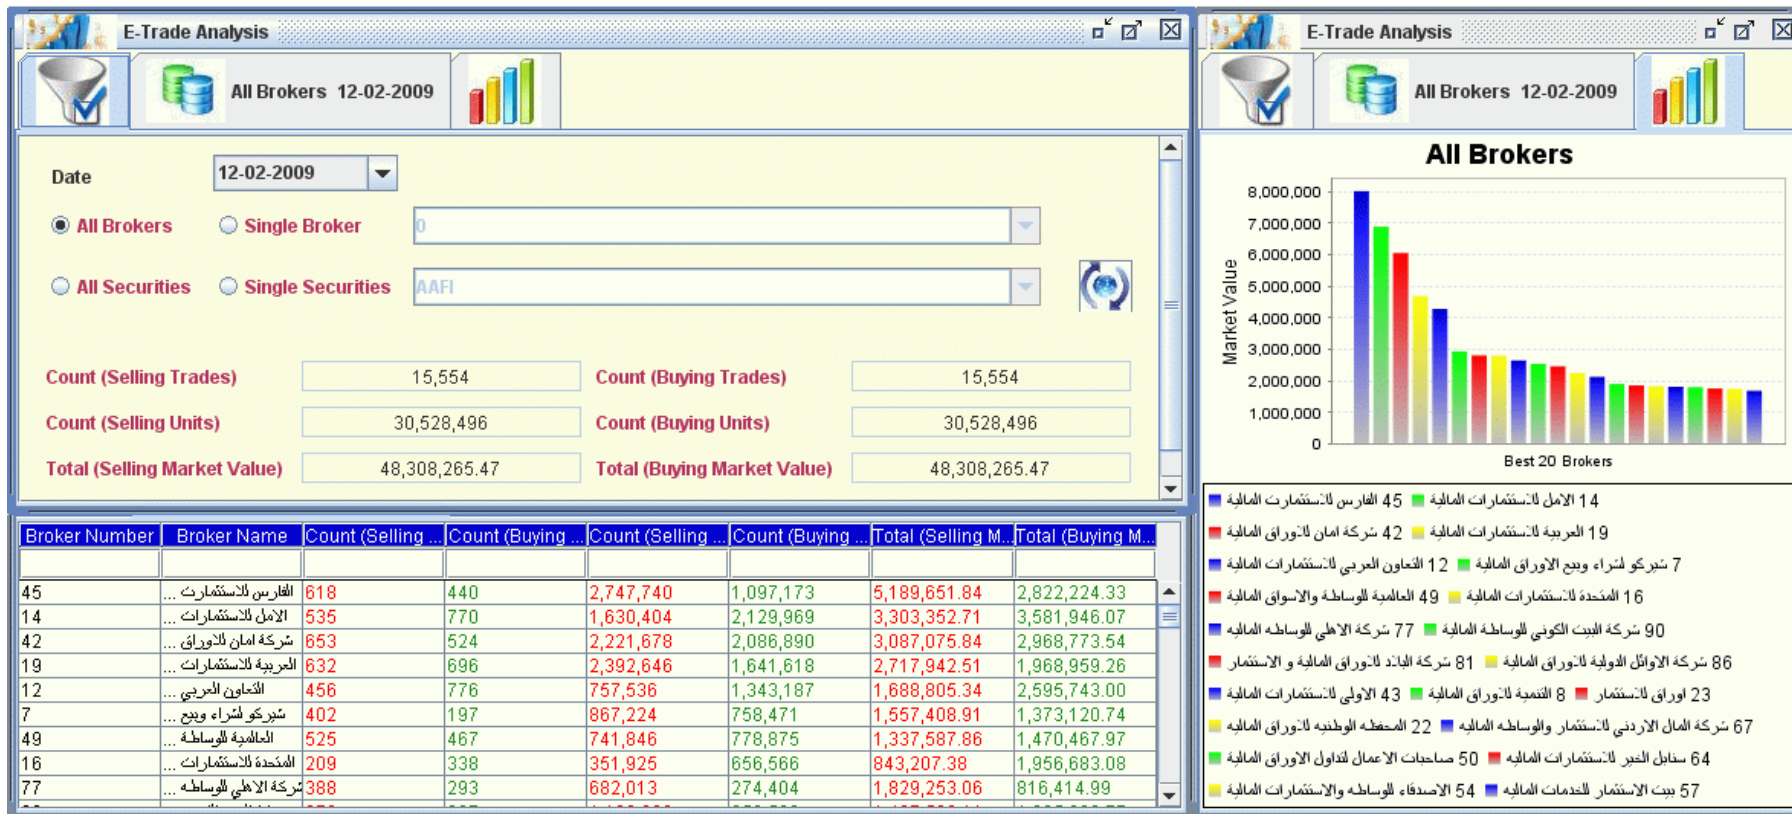 E-Trade Analysis
All Brokers 12-02-2009
Date
12-02-2009
All Brokers
Single Broker
0
All Securities
Single Securities
AAFI
Count (Selling Trades)
15,554
Count (Buying Trades)
15,554
Count (Selling Units)
30,528,496
Count (Buying Units)
30,528,496
Total (Selling Market Value)
48,308,265.47
Total (Buying Market Value)
48,308,265.47
Broker Number Broker Name Count (Selling ... Count (Buying ... Count (Selling ... Count (Buying ... Total (Selling M... Total (Buying M...
45 الفارس للاستثمارت ... 618 440 2,747,740 1,097,173 5,189,651.84 2,822,224.33
14 الامل للاستثمارات ... 535 770 1,630,404 2,129,969 3,303,352.71 3,581,946.07
42 شركة امان للاوراق ... 653 524 2,221,678 2,086,890 3,087,075.84 2,968,773.54
19 العربية للاستثمارات ... 632 696 2,392,646 1,641,618 2,717,942.51 1,968,959.26
12 التعاون العربي ... 456 776 757,536 1,343,187 1,688,805.34 2,595,743.00
7 شيركو لشراء وبيع ... 402 197 867,224 758,471 1,557,408.91 1,373,120.74
49 العالمية للوساطة ... 525 467 741,846 778,875 1,337,587.86 1,470,467.97
16 المتحدة للاستثمارات ... 209 338 351,925 656,566 843,207.38 1,956,683.08
77 شركة الاهلي للوساطه ... 388 293 682,013 274,404 1,829,253.06 816,414.99
E-Trade Analysis
All Brokers 12-02-2009
All Brokers
Market Value
8,000,000
7,000,000
6,000,000
5,000,000
4,000,000
3,000,000
2,000,000
1,000,000
0
Best 20 Brokers
45 الفارس للاستثمارت المالية 14 الامل للاستثمارات المالية
42 شركة امان للاوراق المالية 19 العربية للاستثمارات المالية
12 التعاون العربي للاستثمارات المالية 7 شيركو لشراء وبيع الاوراق المالية
49 العالمية للوساطة والاسواق المالية 16 المتحدة للاستثمارات المالية
77 شركة الاهلي للوساطه الماليه 90 شركة البيت الكوني للوساطة المالية
81 شركة البلاد للاوراق المالية و الاستثمار 86 شركة الاوائل الدولية للاوراق المالية
43 الاولى للاستثمارات المالية 8 التنمية للاوراق المالية 23 اوراق للاستثمار
22 المحفظه الوطنيه للاوراق الماليه 67 شركة المال الاردني للاستثمار والوساطه الماليه
50 صاحبات الاعمال لتداول الاوراق المالية 64 سنابل الخير للاستثمارات الماليه
54 الاصدقاء للوساطه والاستثمارات المالية 57 بيت الاستثمار للخدمات الماليه